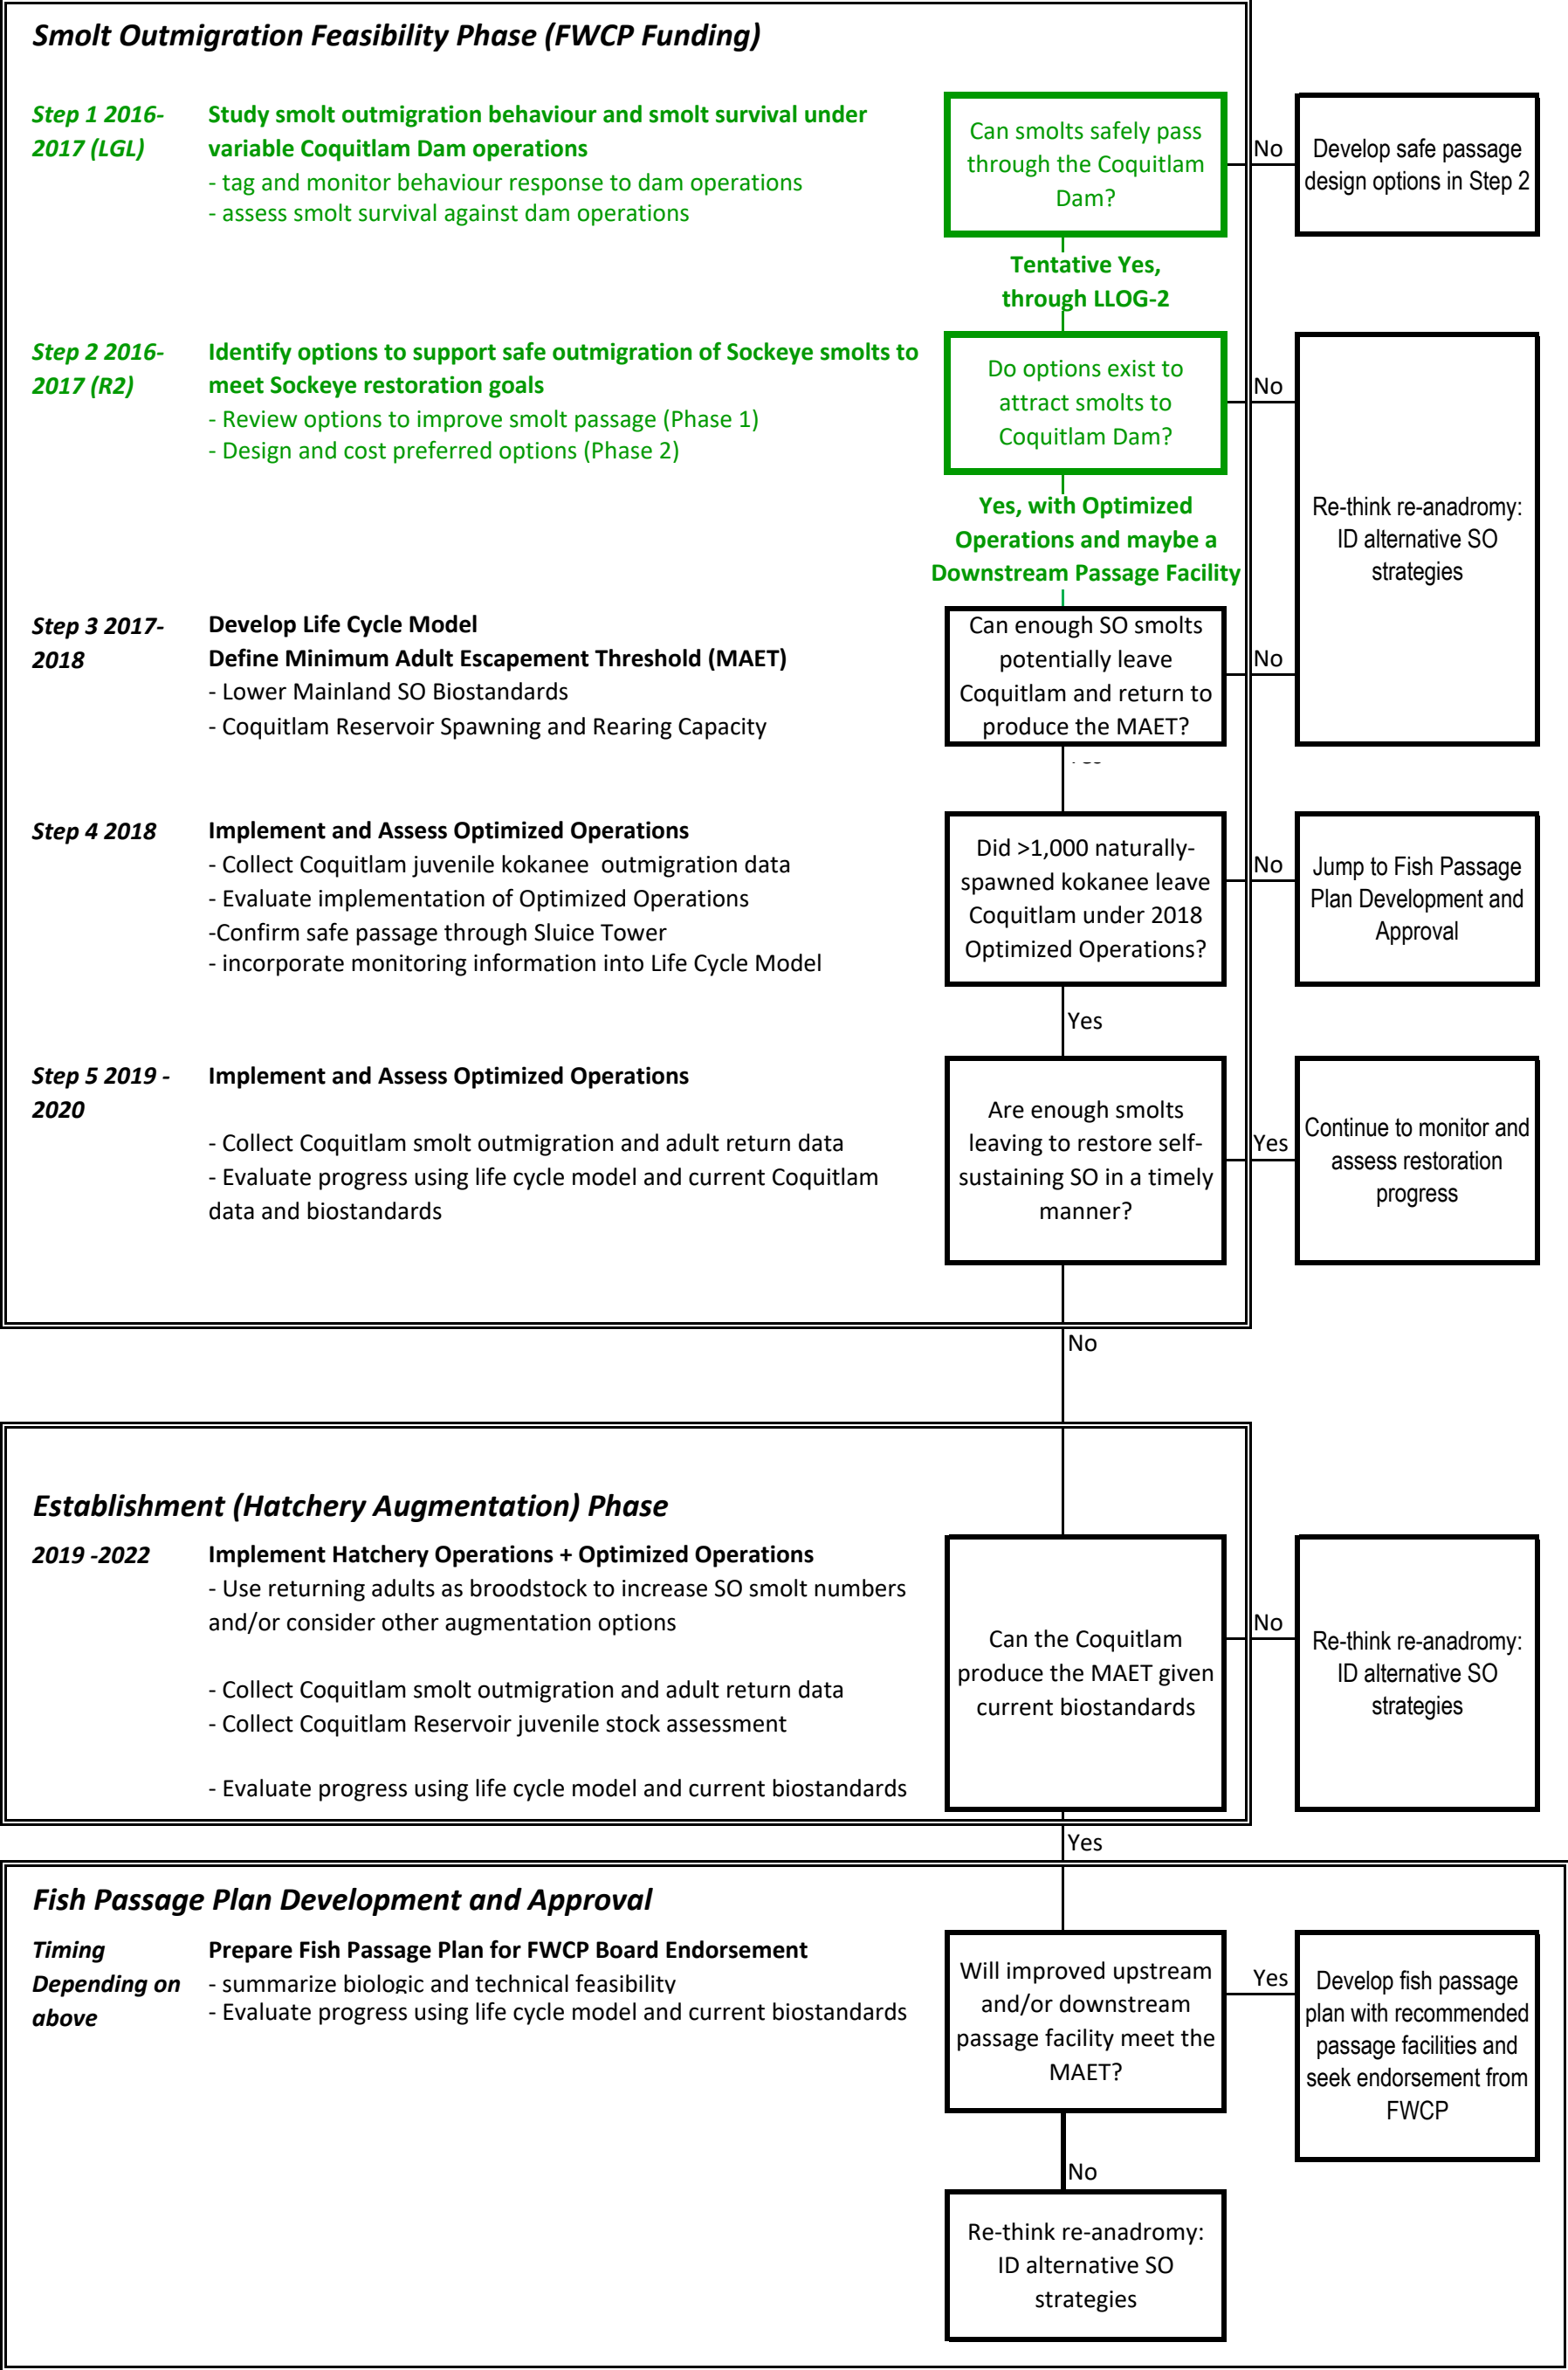 Smolt Outmigration Feasibility Phase (FWCP Funding)
Step 1 2016-
2017 (LGL)
Study smolt outmigration behaviour and smolt survival under
variable Coquitlam Dam operations
- tag and monitor behaviour response to dam operations
- assess smolt survival against dam operations
Can smolts safely pass
through the Coquitlam
Dam?
No
Develop safe passage
design options in Step 2
Tentative Yes,
through LLOG-2
Step 2 2016-
2017 (R2)
Identify options to support safe outmigration of Sockeye smolts to
meet Sockeye restoration goals
- Review options to improve smolt passage (Phase 1)
- Design and cost preferred options (Phase 2)
Do options exist to
attract smolts to
Coquitlam Dam?
No
Re-think re-anadromy:
ID alternative SO
strategies
Yes, with Optimized
Operations and maybe a
Downstream Passage Facility
Step 3 2017-
2018
Develop Life Cycle Model
Define Minimum Adult Escapement Threshold (MAET)
- Lower Mainland SO Biostandards
- Coquitlam Reservoir Spawning and Rearing Capacity
Can enough SO smolts
potentially leave
Coquitlam and return to
produce the MAET?
No
Step 4 2018
Implement and Assess Optimized Operations
- Collect Coquitlam juvenile kokanee  outmigration data
- Evaluate implementation of Optimized Operations
-Confirm safe passage through Sluice Tower
- incorporate monitoring information into Life Cycle Model
Did >1,000 naturally-
spawned kokanee leave
Coquitlam under 2018
Optimized Operations?
No
Jump to Fish Passage
Plan Development and
Approval
Yes
Step 5 2019 -
2020
Implement and Assess Optimized Operations
- Collect Coquitlam smolt outmigration and adult return data
- Evaluate progress using life cycle model and current Coquitlam
data and biostandards
Are enough smolts
leaving to restore self-
sustaining SO in a timely
manner?
Yes
Continue to monitor and
assess restoration
progress
No
Establishment (Hatchery Augmentation) Phase
2019 -2022
Implement Hatchery Operations + Optimized Operations
- Use returning adults as broodstock to increase SO smolt numbers
and/or consider other augmentation options
- Collect Coquitlam smolt outmigration and adult return data
- Collect Coquitlam Reservoir juvenile stock assessment
- Evaluate progress using life cycle model and current biostandards
Can the Coquitlam
produce the MAET given
current biostandards
No
Re-think re-anadromy:
ID alternative SO
strategies
Yes
Fish Passage Plan Development and Approval
Timing
Depending on
above
Prepare Fish Passage Plan for FWCP Board Endorsement
- summarize biologic and technical feasibility
- Evaluate progress using life cycle model and current biostandards
Will improved upstream
and/or downstream
passage facility meet the
MAET?
Yes
Develop fish passage
plan with recommended
passage facilities and
seek endorsement from
FWCP
No
Re-think re-anadromy:
ID alternative SO
strategies